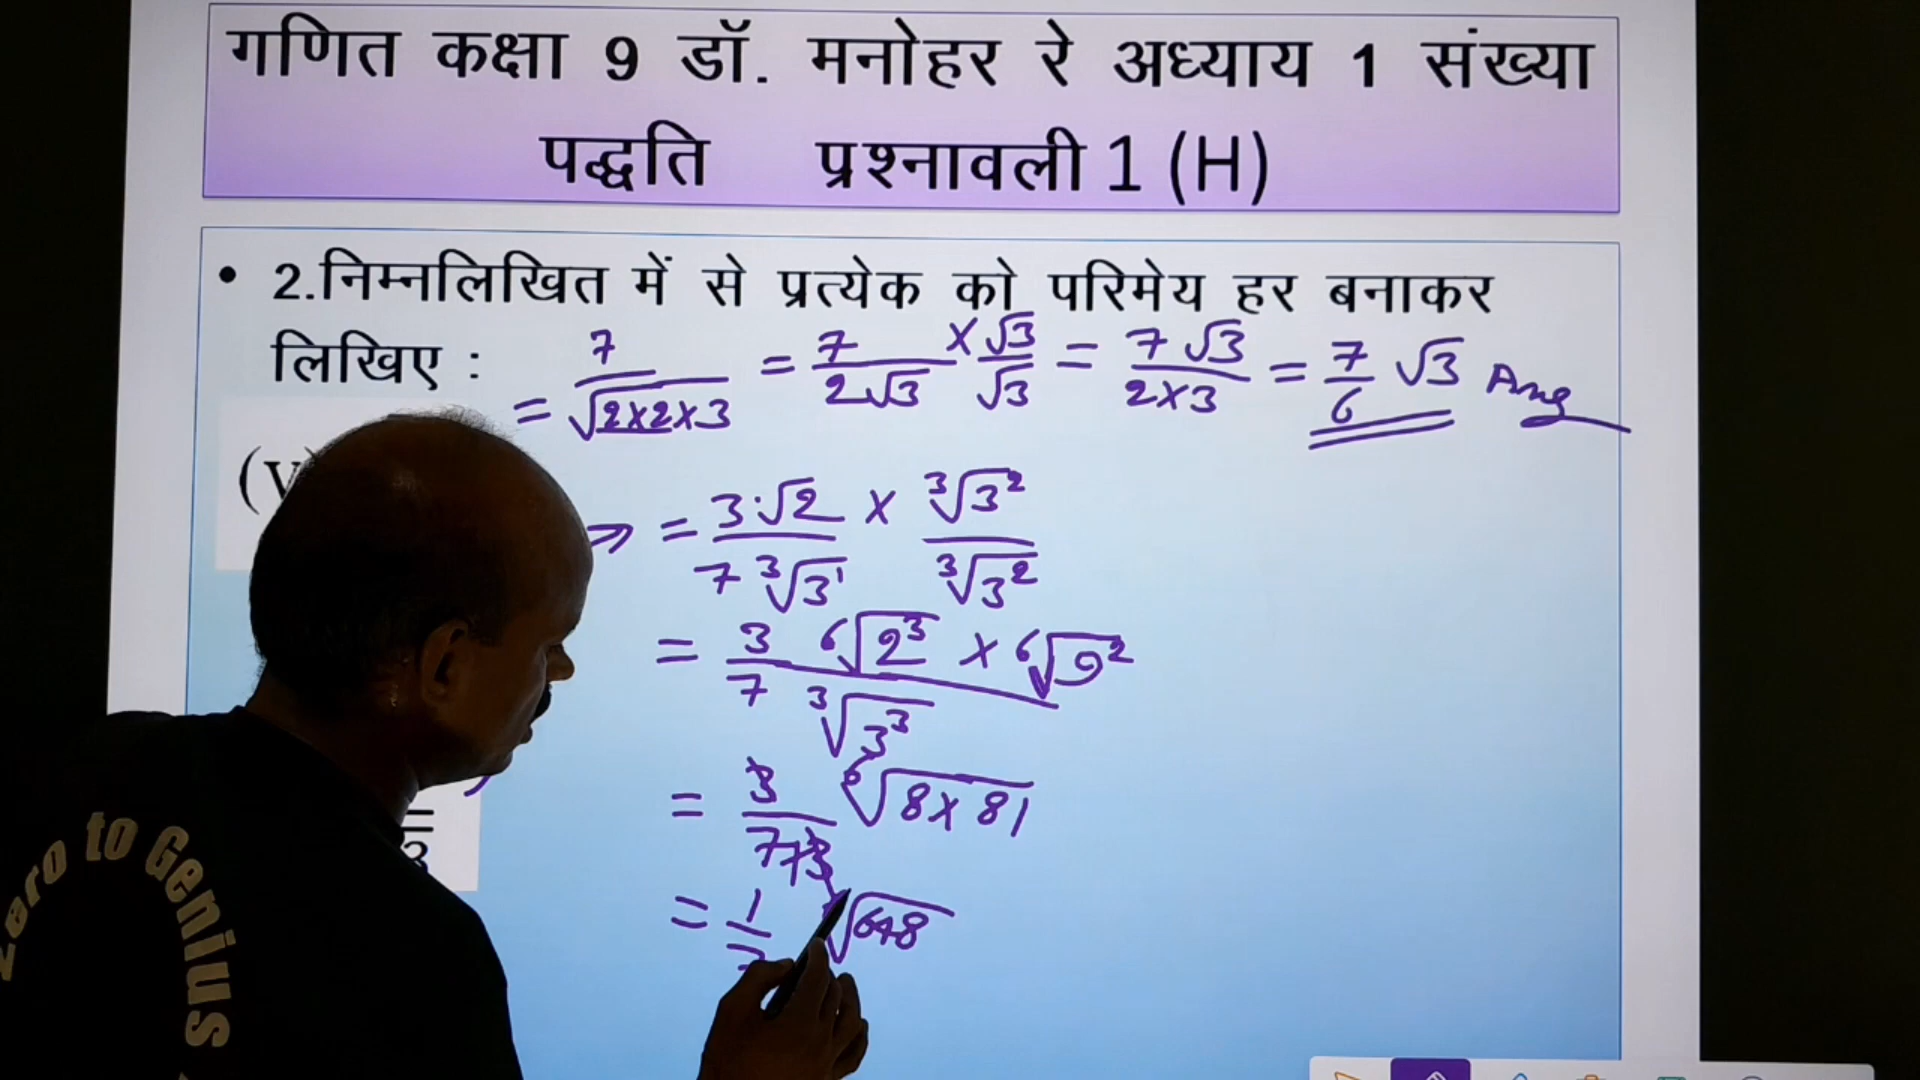 गणित कक्षा 9 डॉ. मनोहर रे अध्याय 1 संख्या
पद्धति प्रश्नावली 1 (H)
• 2.निम्नलिखित में से प्रत्येक को परिमेय हर बनाकर
लिखिए :
= 7/√(2×2×3) = 7/(2√3) × √3/√3 = 7√3/(2×3) = 7/6 √3 Ans
(v
⇒ = 3·√2/(7 ∛3¹) × ∛3²/∛3²
= 3 ⁶√2³ × ⁶√9² / (7 ∛3³)
= 3/(7×3) ⁶√(8×81)
= 1/7 ⁶√648
Zero to Genius